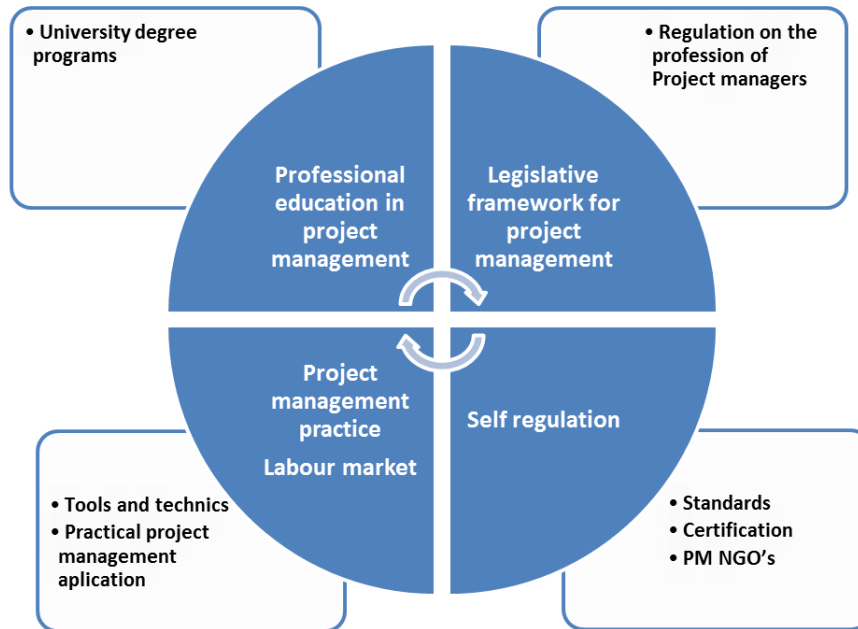 • University degree
programs
• Regulation on the
profession of
Project managers
Professional
education in
project
management
Legislative
framework for
project
management
Project
management
practice
Labour market
Self regulation
• Tools and technics
• Practical project
management
aplication
• Standards
• Certification
• PM NGO's